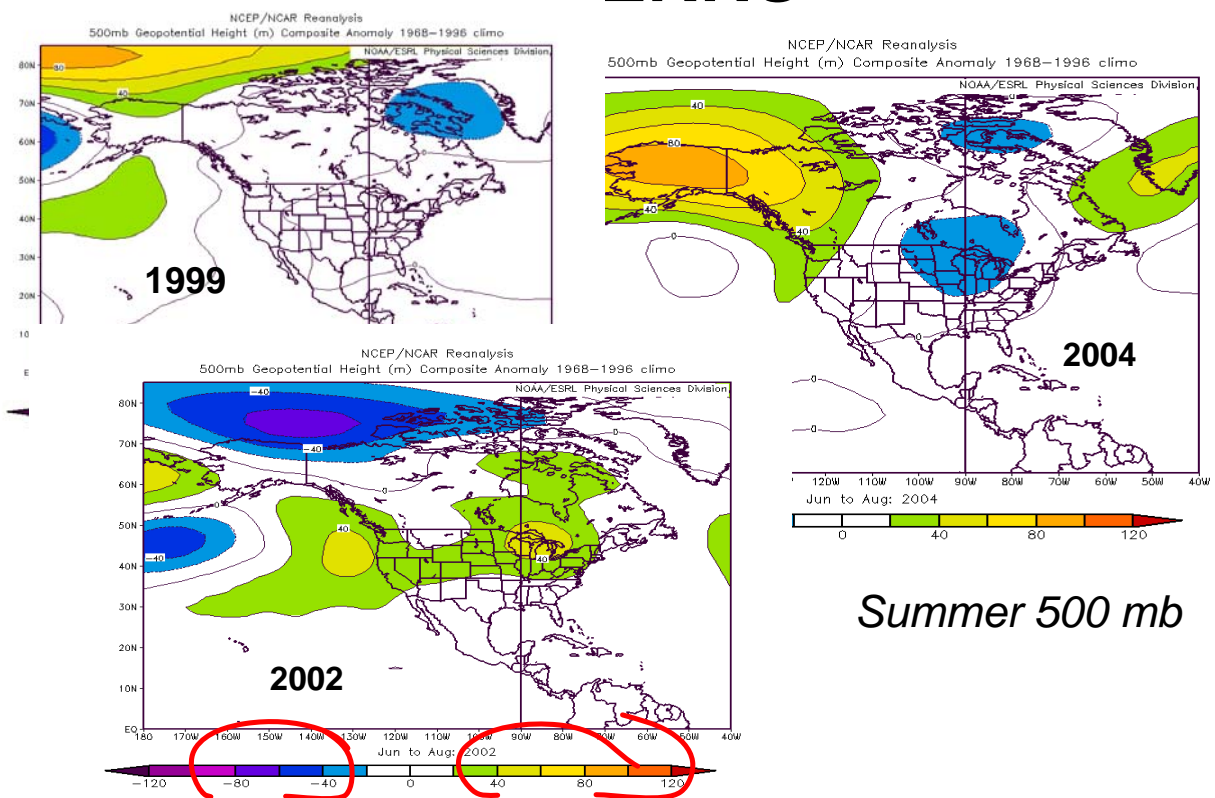 NCEP/NCAR Reanalysis
500mb Geopotential Height (m) Composite Anomaly 1968-1996 climo
NOAA/ESRL Physical Sciences Division
80N
70N
60N
50N
40N
30N
20N
10
E
80
40
0
0
1999
NCEP/NCAR Reanalysis
500mb Geopotential Height (m) Composite Anomaly 1968-1996 climo
NOAA/ESRL Physical Sciences Division
40
80
40
40
0
0
0
0
0
2004
120W 110W 100W 90W 80W 70W 60W 50W 40W
Jun to Aug: 2004
0 40 80 120
Summer 500 mb
NCEP/NCAR Reanalysis
500mb Geopotential Height (m) Composite Anomaly 1968-1996 climo
NOAA/ESRL Physical Sciences Division
80N
70N
60N
50N
40N
30N
20N
10N
EQ
-40
-40
0
0
0
40
40
-40
2002
180 170W 160W 150W 140W 130W 120W 110W 100W 90W 80W 70W 60W 50W 40W
Jun to Aug: 2002
-120 -80 -40 0 40 80 120